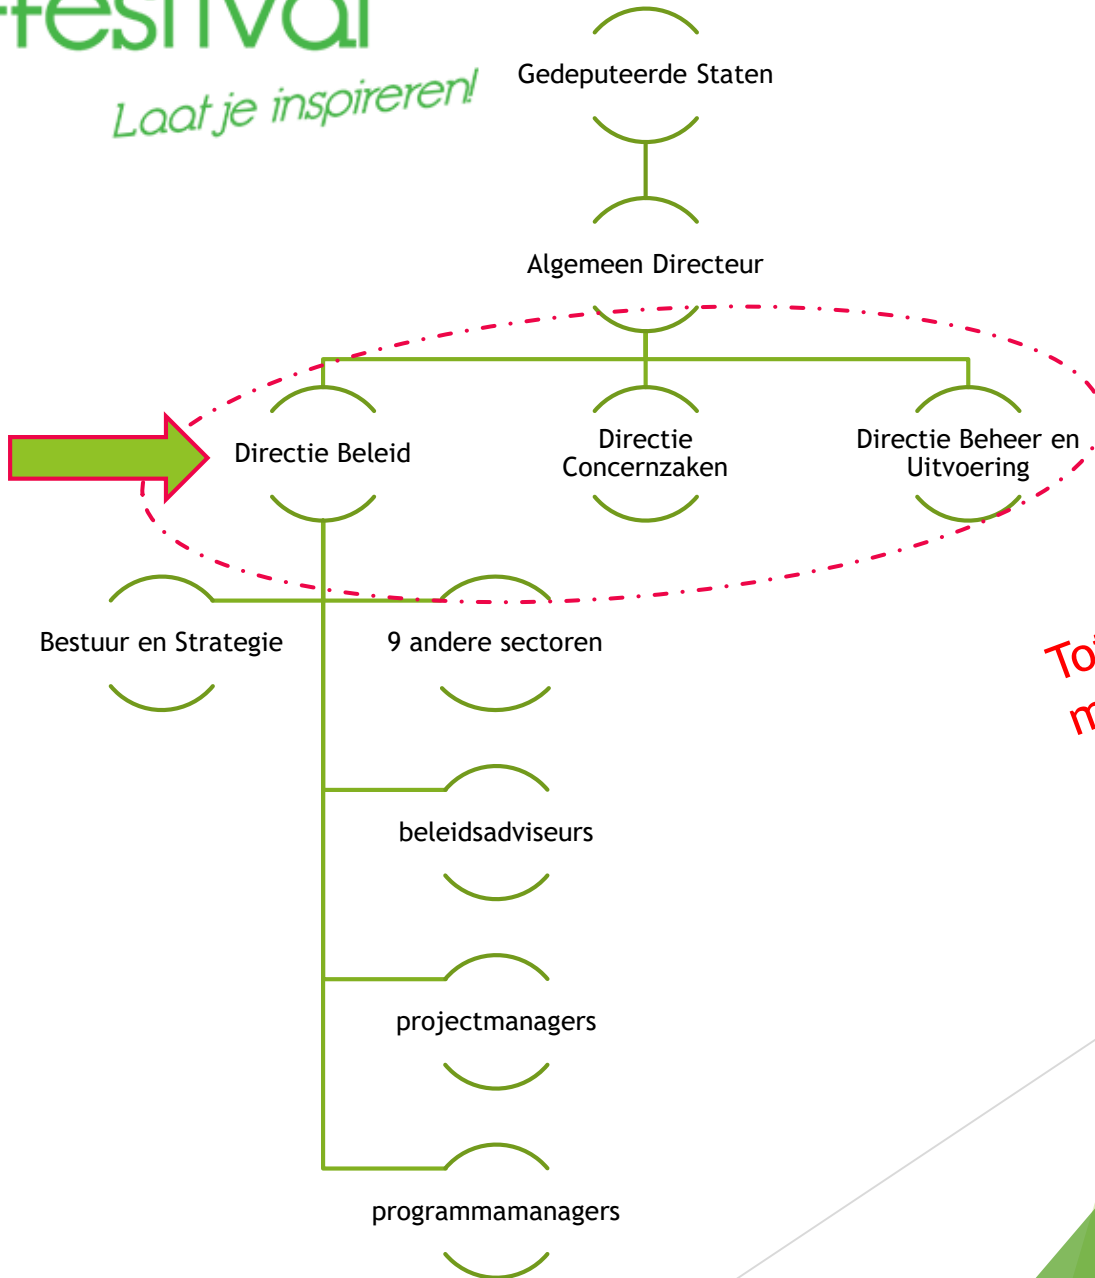 Laat je inspireren!
Gedeputeerde Staten
Algemeen Directeur
Directie Beleid
Directie
Concernzaken
Directie Beheer en
Uitvoering
Bestuur en Strategie
9 andere sectoren
beleidsadviseurs
projectmanagers
programmamanagers